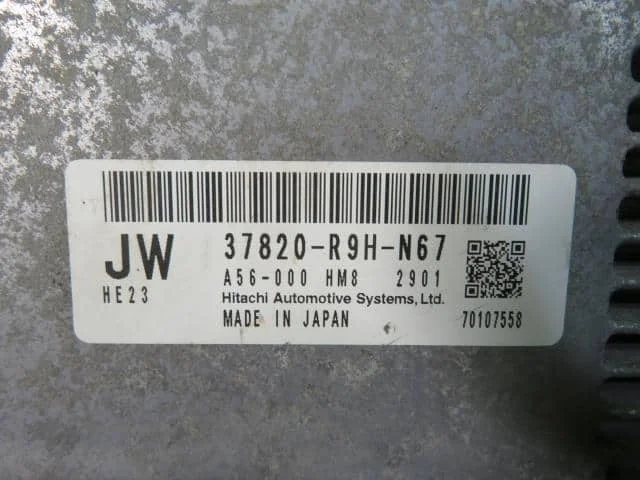 JW 37820-R9H-N67
A56-000 HM8 2901
HE23 Hitachi Automotive Systems, Ltd.
MADE IN JAPAN 70107558